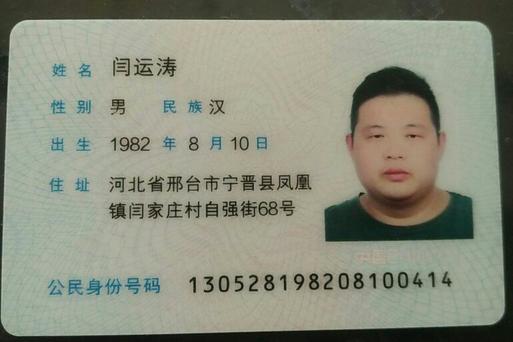 姓名 闫运涛
性别 男 民族 汉
出生 1982 年 8 月 10 日
住址 河北省邢台市宁晋县凤凰
镇闫家庄村自强街68号
公民身份号码 130528198208100414